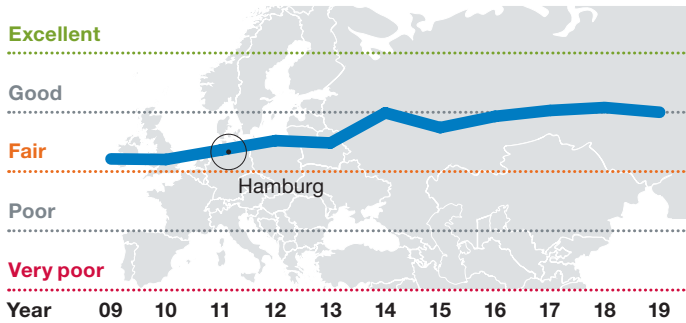 Excellent
Good
Fair
Hamburg
Poor
Very poor
Year 09 10 11 12 13 14 15 16 17 18 19